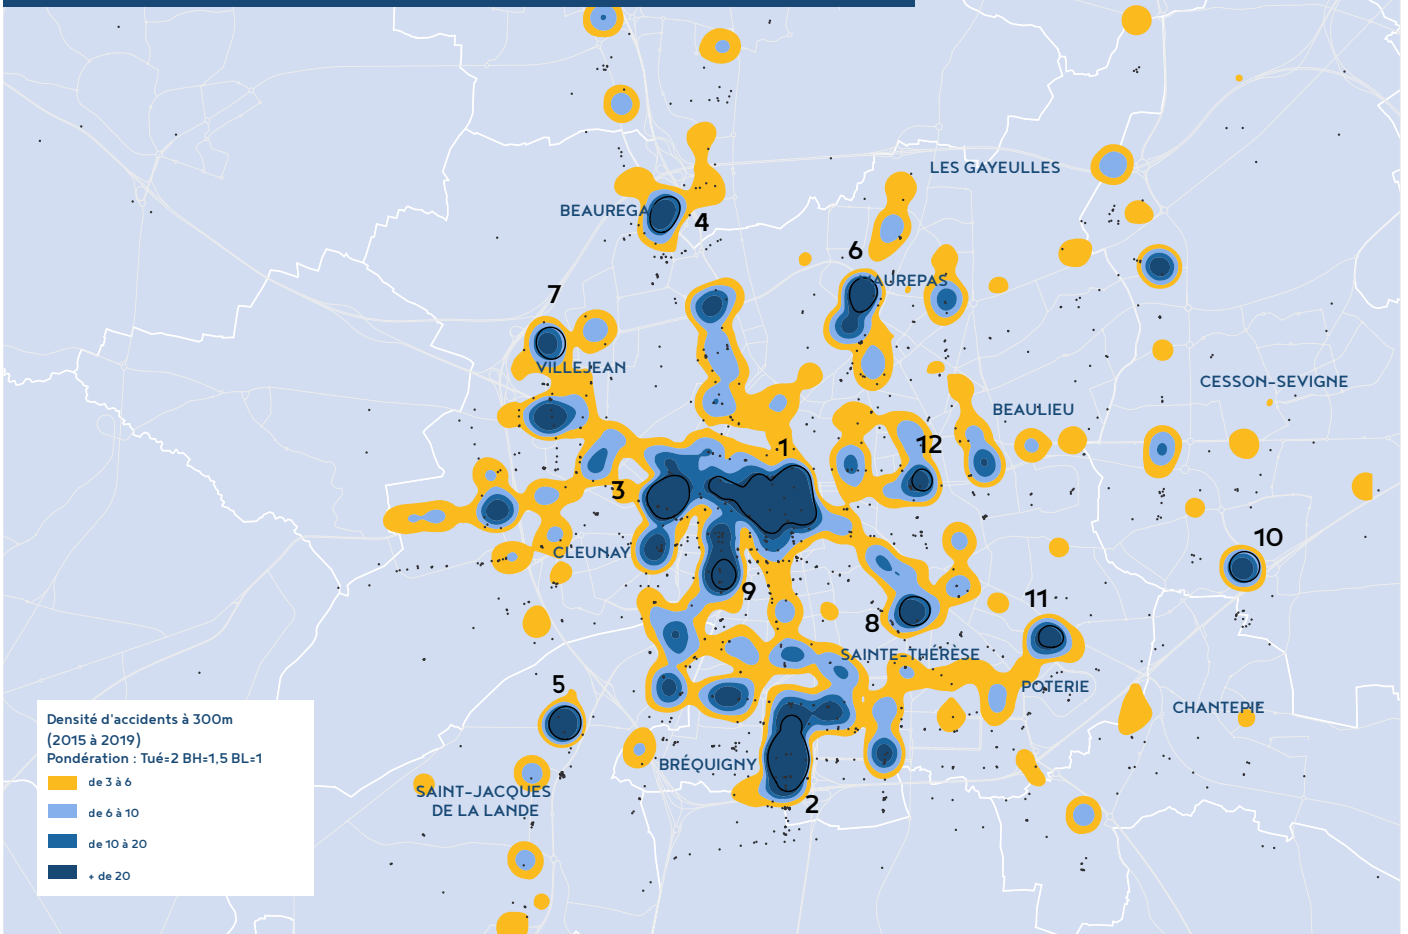 LES GAYEULLES
BEAUREGA
4
6
AUREPAS
7
VILLEJEAN
CESSON-SEVIGNE
BEAULIEU
1
12
3
CLEUNAY
10
9
11
8
SAINTE-THÉRÈSE
5
POTERIE
CHANTEPIE
BRÉQUIGNY
2
SAINT-JACQUES
DE LA LANDE
Densité d'accidents à 300m
(2015 à 2019)
Pondération : Tué=2 BH=1,5 BL=1
de 3 à 6
de 6 à 10
de 10 à 20
+ de 20